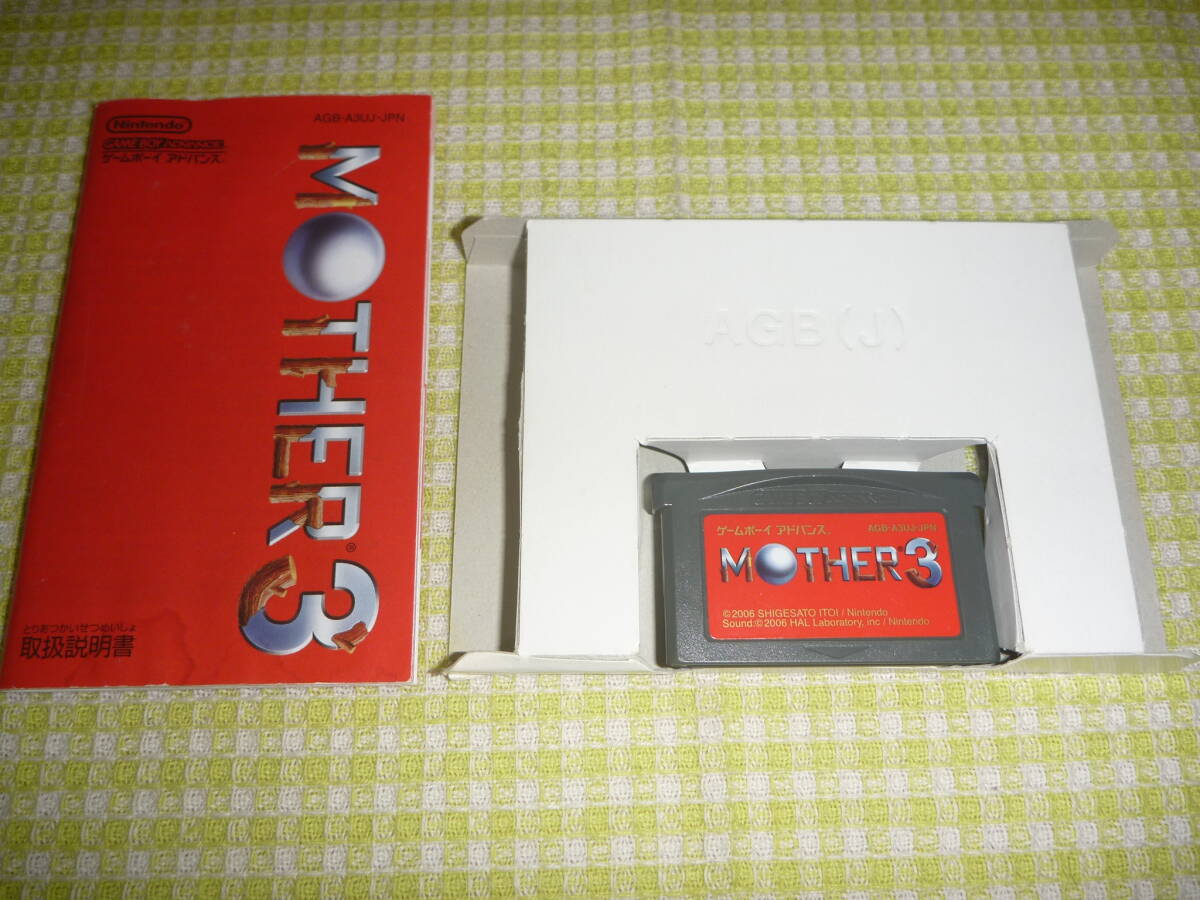 Nintendo
AGB-A3UJ-JPN
GAME BOY ADVANCE
ゲームボーイ アドバンス
MOTHER 3
とりあつかいせつめいしょ
取扱説明書
AGB (J)
ゲームボーイ アドバンス
AGB-A3UJ-JPN
MOTHER 3
©2006 SHIGESATO ITOI / Nintendo
Sound:©2006 HAL Laboratory, inc / Nintendo